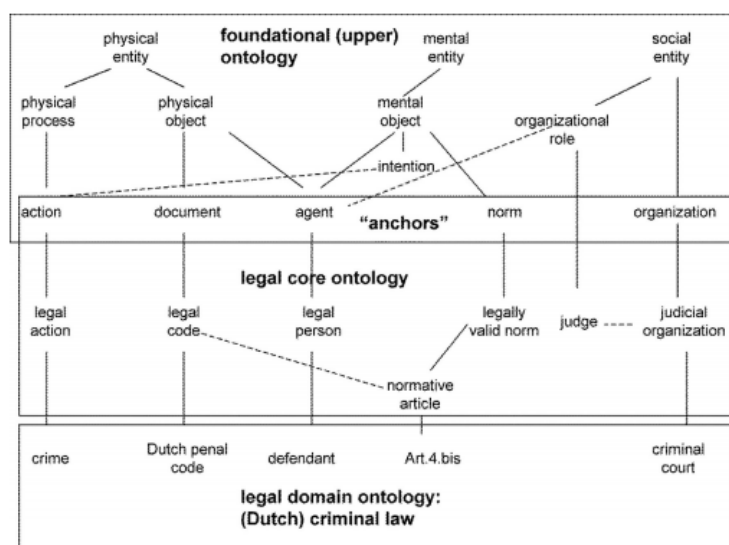 foundational (upper)
ontology
physical
entity
mental
entity
social
entity
physical
process
physical
object
mental
object
organizational
role
intention
action
document
agent
"anchors"
norm
organization
legal core ontology
legal
action
legal
code
legal
person
legally
valid norm
judge
judicial
organization
normative
article
crime
Dutch penal
code
defendant
Art.4.bis
criminal
court
legal domain ontology:
(Dutch) criminal law